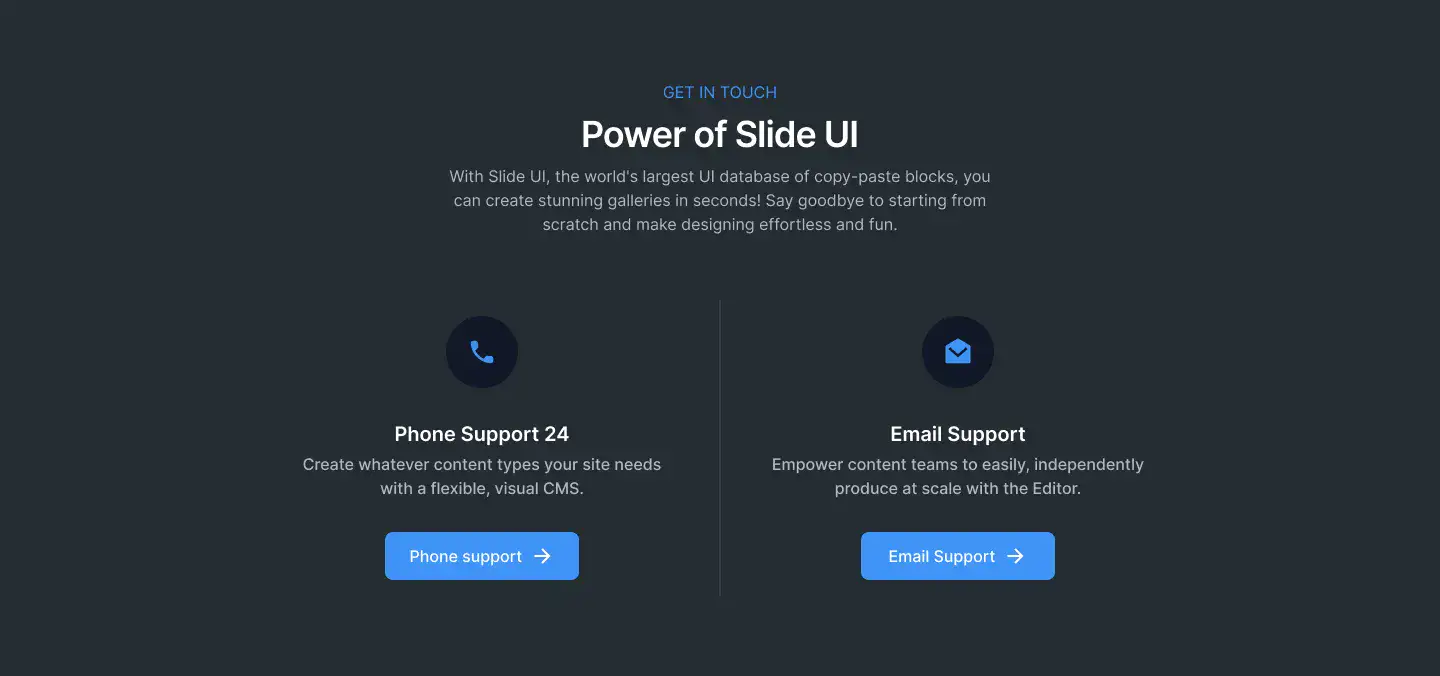 GET IN TOUCH
Power of Slide UI
With Slide UI, the world's largest UI database of copy-paste blocks, you
can create stunning galleries in seconds! Say goodbye to starting from
scratch and make designing effortless and fun.
Phone Support 24
Create whatever content types your site needs
with a flexible, visual CMS.
Phone support
Email Support
Empower content teams to easily, independently
produce at scale with the Editor.
Email Support